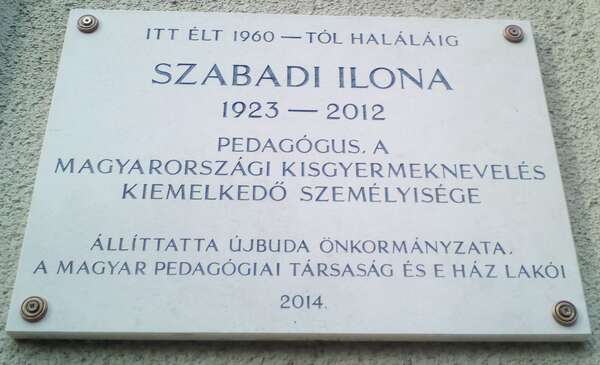 ITT ÉLT 1960 — TÓL HALÁLÁIG
SZABADI ILONA
1923 — 2012
PEDAGÓGUS, A
MAGYARORSZÁGI KISGYERMEKNEVELÉS
KIEMELKEDŐ SZEMÉLYISÉGE
ÁLLÍTTATTA ÚJBUDA ÖNKORMÁNYZATA,
A MAGYAR PEDAGÓGIAI TÁRSASÁG ÉS E HÁZ LAKÓI
2014.